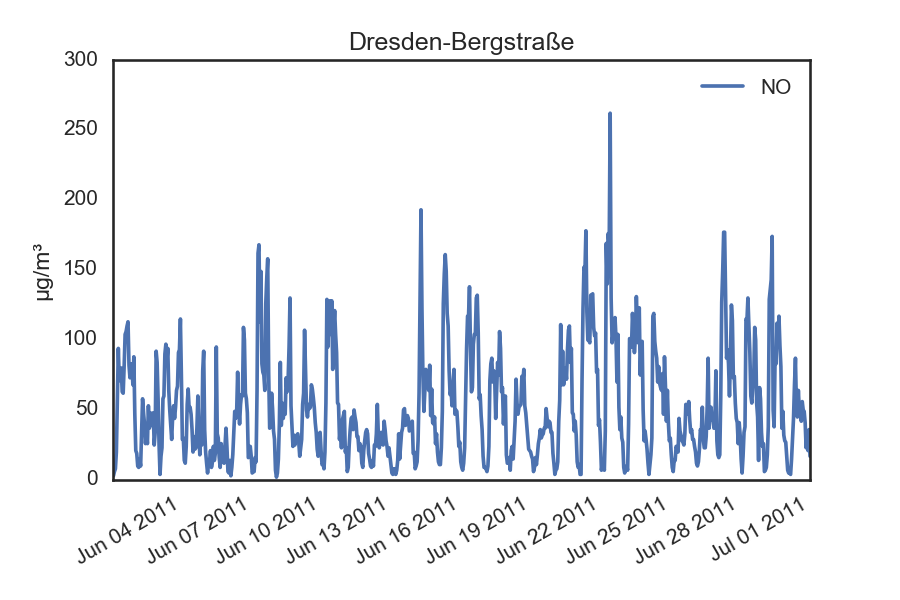 Dresden-Bergstraße
NO
µg/m³
300
250
200
150
100
50
0
Jun 04 2011
Jun 07 2011
Jun 10 2011
Jun 13 2011
Jun 16 2011
Jun 19 2011
Jun 22 2011
Jun 25 2011
Jun 28 2011
Jul 01 2011